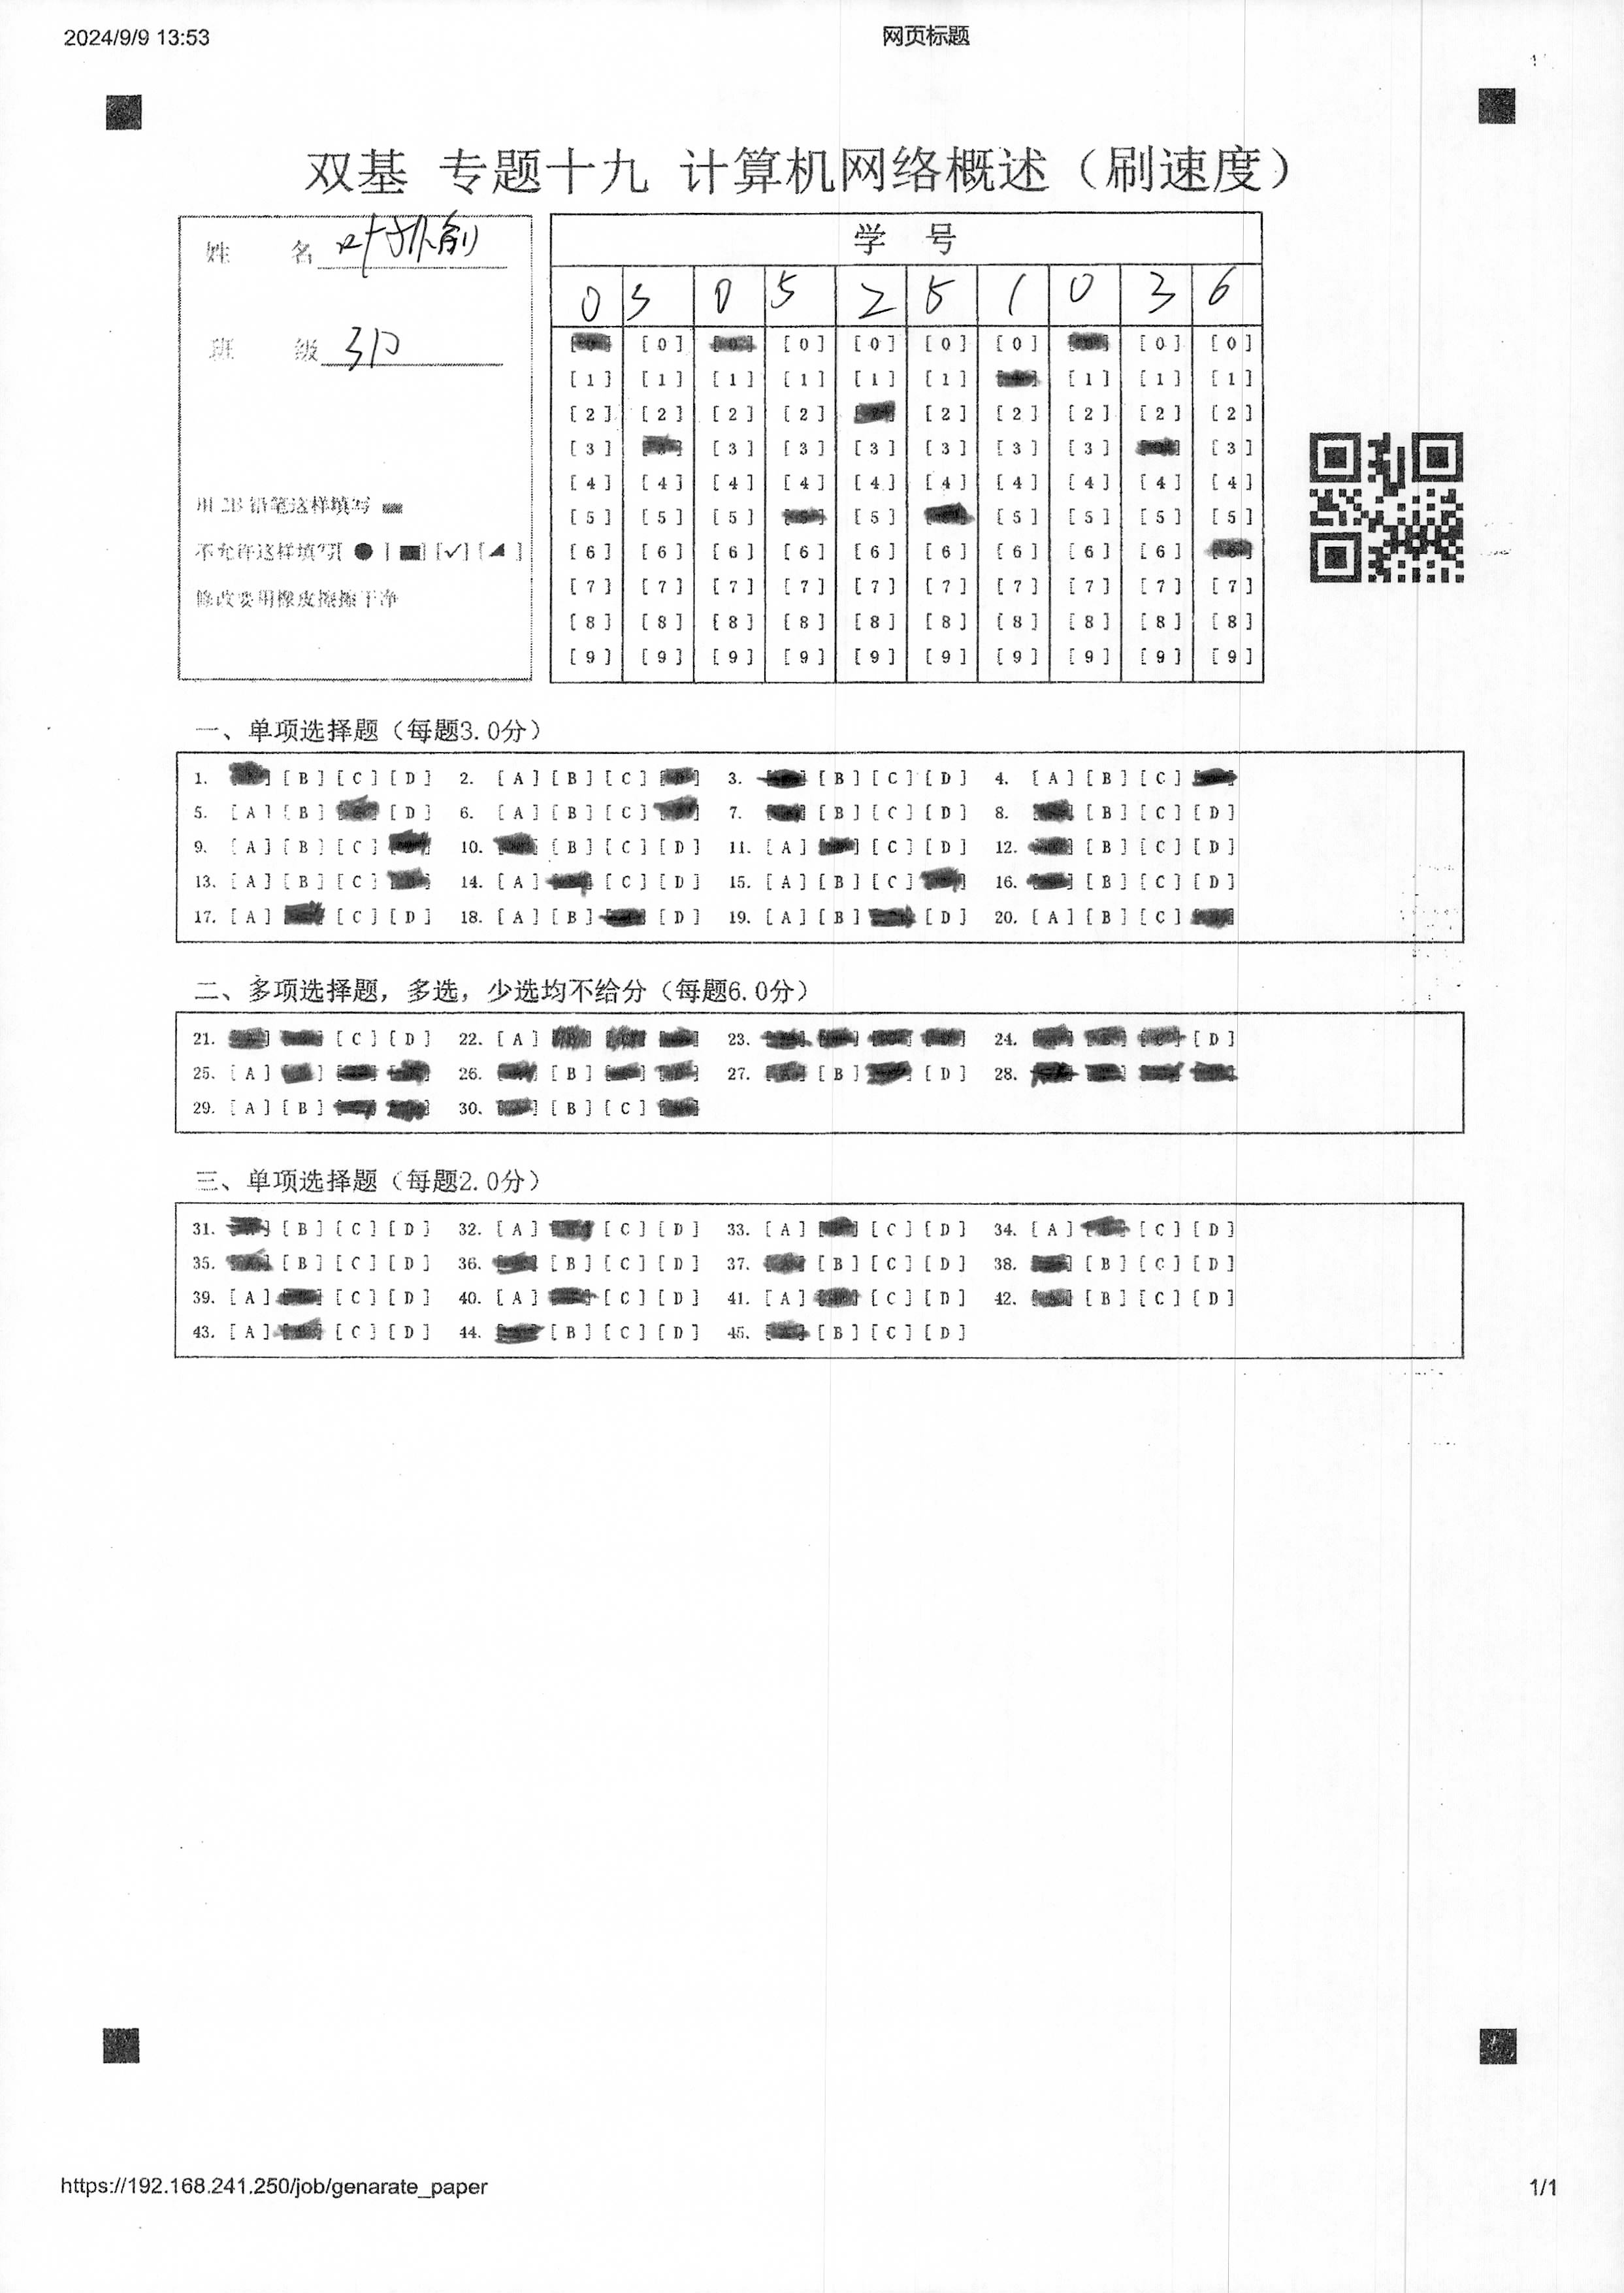 2024/9/9 13:53 网页标题
双基 专题十九 计算机网络概述（刷速度）
姓 名
班 级
用 2B 铅笔这样填写
不允许这样填写[ ● ] [■] [✓] [◢ ]
修改要用橡皮擦擦干净
学 号
0 3 0 5 2 5 1 0 3 6
[0] [0] [0] [0] [0] [0]
[1] [1] [1] [1] [1] [1] [1] [1] [1]
[2] [2] [2] [2] [2] [2] [2] [2] [2]
[3] [3] [3] [3] [3] [3] [3] [3]
[4] [4] [4] [4] [4] [4] [4] [4] [4] [4]
[5] [5] [5] [5] [5] [5] [5] [5]
[6] [6] [6] [6] [6] [6] [6] [6] [6]
[7] [7] [7] [7] [7] [7] [7] [7] [7] [7]
[8] [8] [8] [8] [8] [8] [8] [8] [8] [8]
[9] [9] [9] [9] [9] [9] [9] [9] [9] [9]
一、单项选择题（每题3.0分）
1. [B] [C] [D] 2. [A] [B] [C] 3. [B] [C] [D] 4. [A] [B] [C]
5. [A] [B] [D] 6. [A] [B] [C] 7. [B] [C] [D] 8. [B] [C] [D]
9. [A] [B] [C] 10. [B] [C] [D] 11. [A] [C] [D] 12. [B] [C] [D]
13. [A] [B] [C] 14. [A] [C] [D] 15. [A] [B] [C] 16. [B] [C] [D]
17. [A] [C] [D] 18. [A] [B] [D] 19. [A] [B] [D] 20. [A] [B] [C]
二、多项选择题，多选，少选均不给分（每题6.0分）
21. [C] [D] 22. [A] 23. 24. [D]
25. [A] 26. [B] 27. [B] [D] 28.
29. [A] [B] 30. [B] [C]
三、单项选择题（每题2.0分）
31. [B] [C] [D] 32. [A] [C] [D] 33. [A] [C] [D] 34. [A] [C] [D]
35. [B] [C] [D] 36. [B] [C] [D] 37. [B] [C] [D] 38. [B] [C] [D]
39. [A] [C] [D] 40. [A] [C] [D] 41. [A] [C] [D] 42. [B] [C] [D]
43. [A] [C] [D] 44. [B] [C] [D] 45. [B] [C] [D]
https://192.168.241.250/job/genarate_paper 1/1